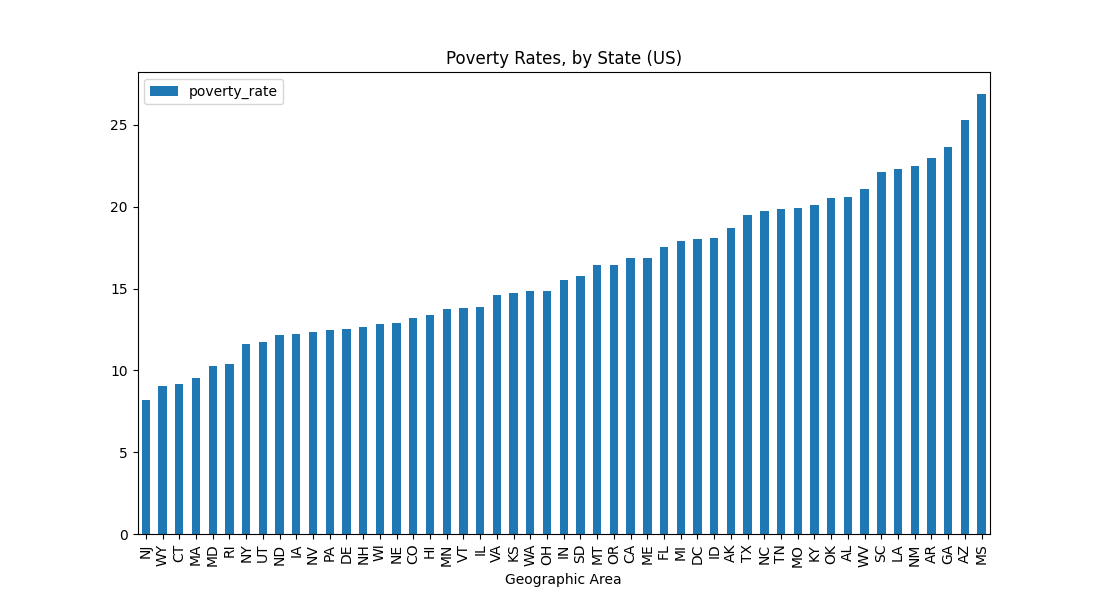 Poverty Rates, by State (US)
poverty_rate
25
20
15
10
5
0
NJ WY CT MA MD RI NY UT ND IA NV PA DE NH WI NE CO HI MN VT IL VA KS WA OH IN SD MT OR CA ME FL MI DC ID AK TX NC TN MO KY OK AL WV SC LA NM AR GA AZ MS
Geographic Area